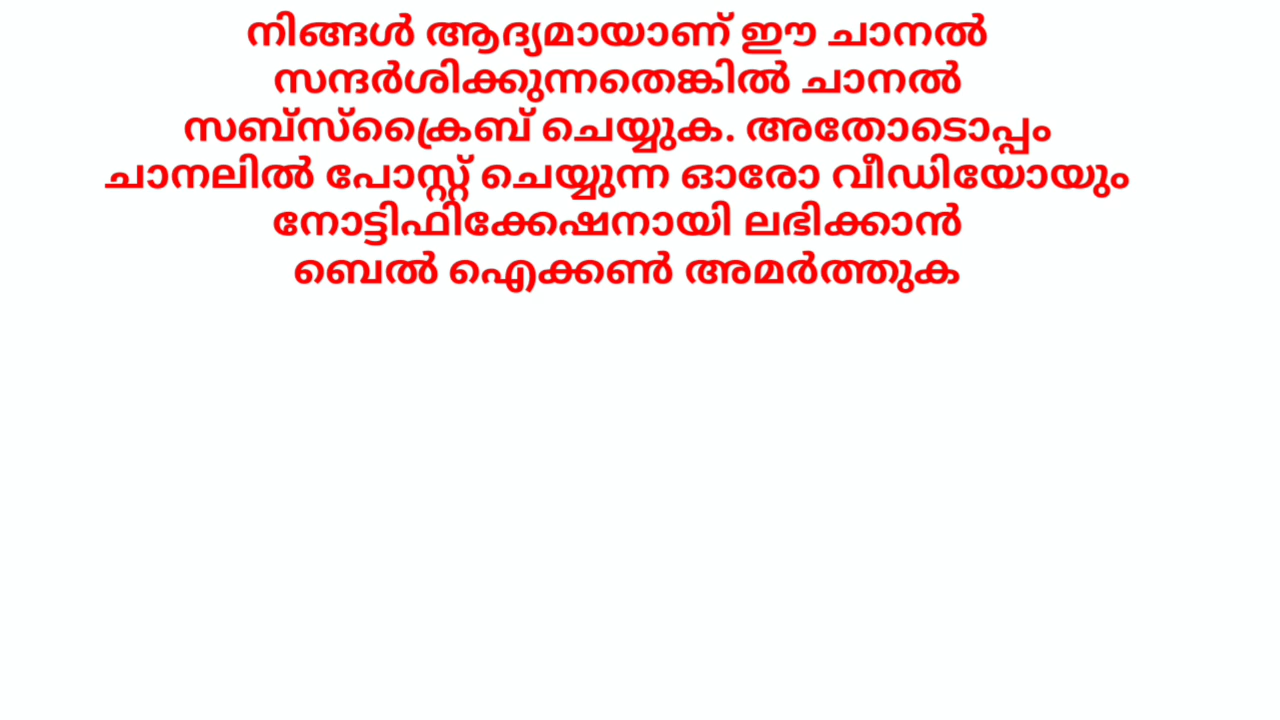 നിങ്ങൾ ആദ്യമായാണ് ഈ ചാനൽ
സന്ദർശിക്കുന്നതെങ്കിൽ ചാനൽ
സബ്സ്ക്രൈബ് ചെയ്യുക. അതോടൊപ്പം
ചാനലിൽ പോസ്റ്റ് ചെയ്യുന്ന ഓരോ വീഡിയോയും
നോട്ടിഫിക്കേഷനായി ലഭിക്കാൻ
ബെൽ ഐക്കൺ അമർത്തുക